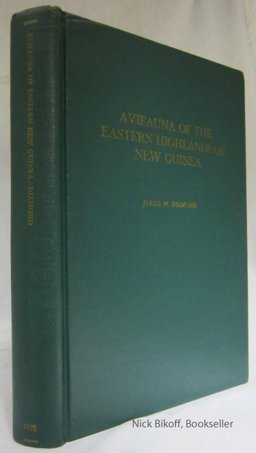 AVIFAUNA OF EASTERN NEW GUINEA—DIAMOND
1972
AVIFAUNA OF THE
EASTERN HIGHLANDS OF
NEW GUINEA
JARED M. DIAMOND
Nick Bikoff, Bookseller